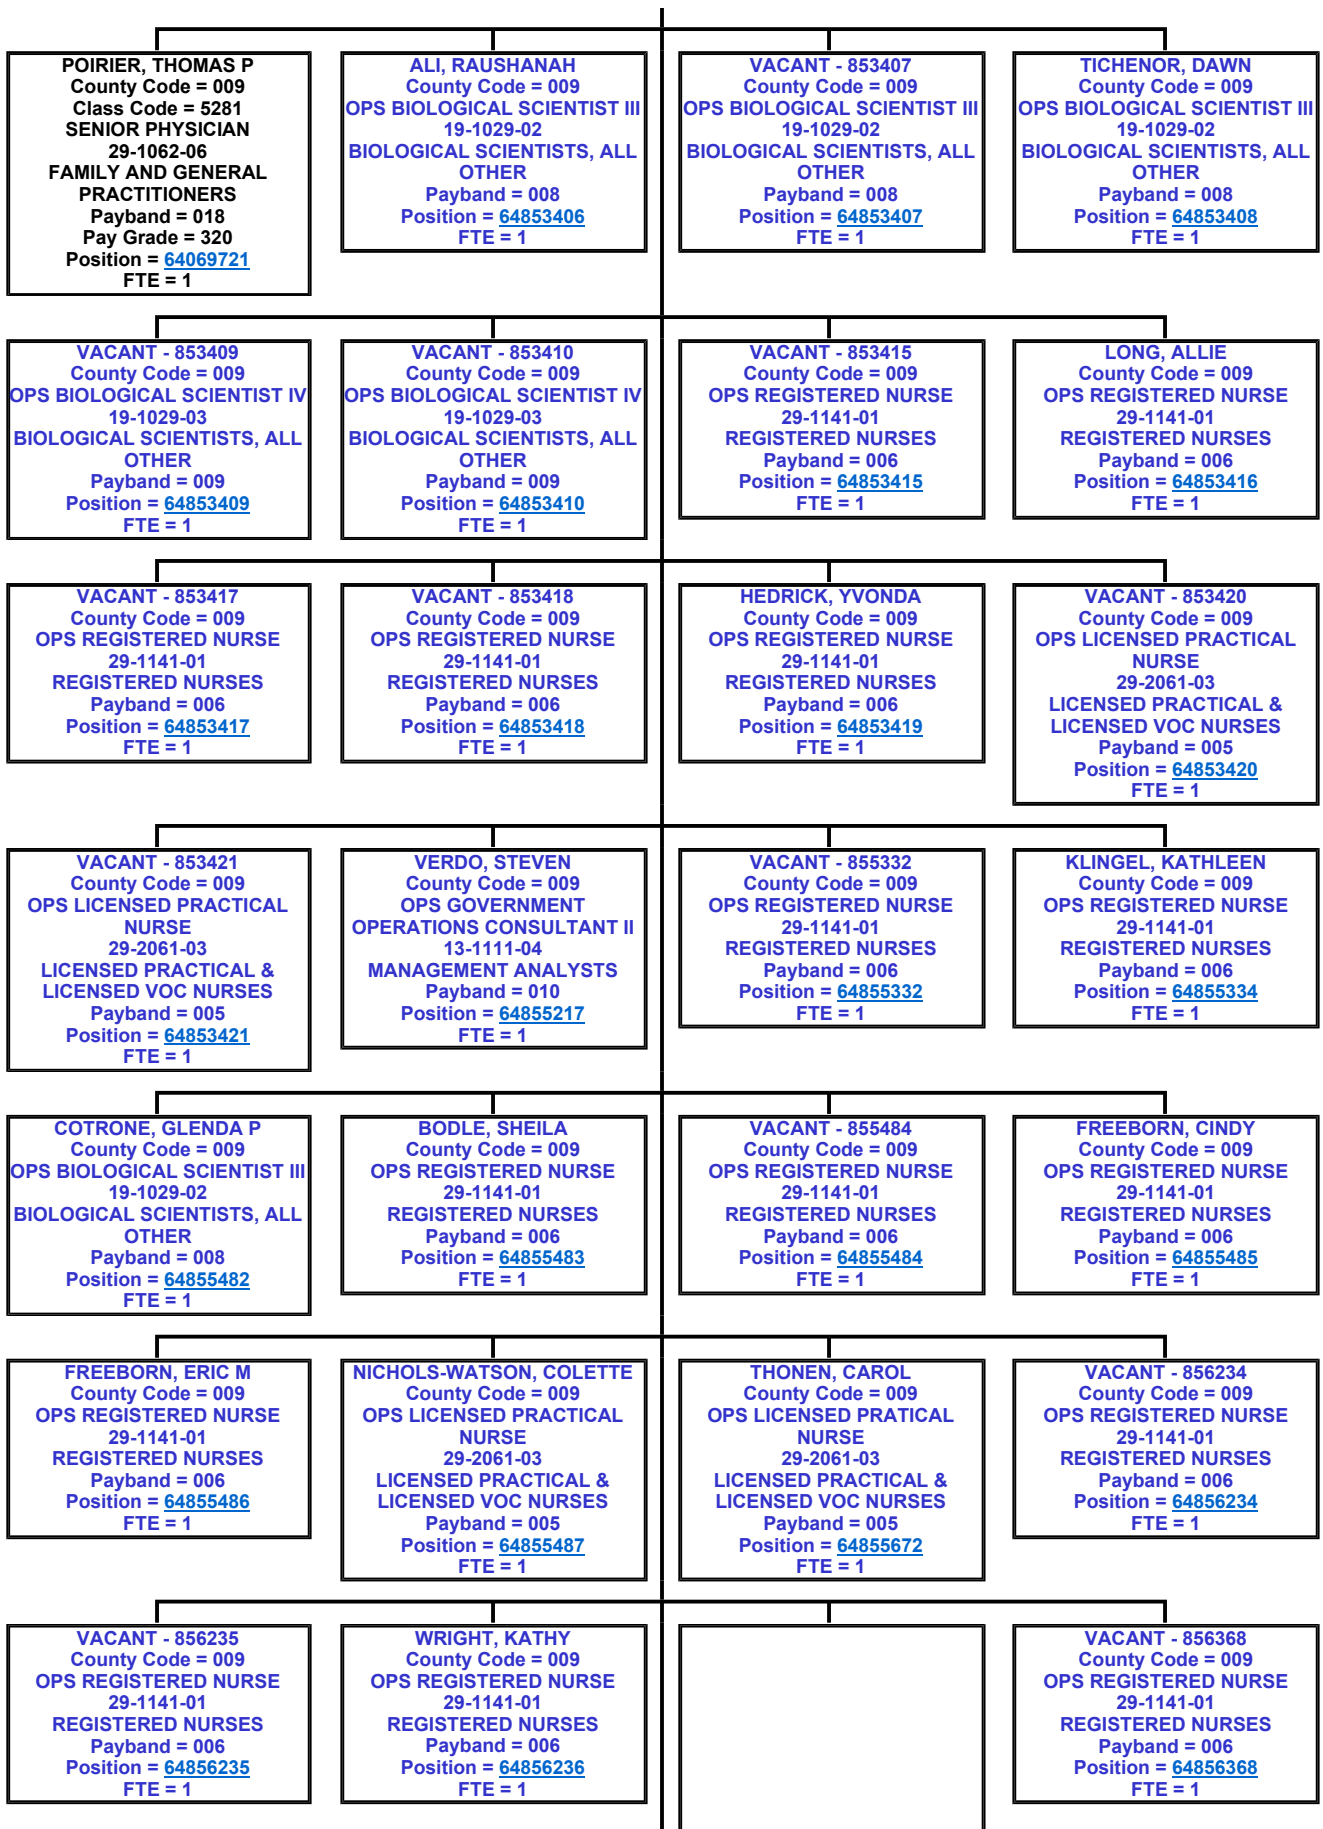 POIRIER, THOMAS P
County Code = 009
Class Code = 5281
SENIOR PHYSICIAN
29-1062-06
FAMILY AND GENERAL
PRACTITIONERS
Payband = 018
Pay Grade = 320
Position = 64069721
FTE = 1
ALI, RAUSHANAH
County Code = 009
OPS BIOLOGICAL SCIENTIST III
19-1029-02
BIOLOGICAL SCIENTISTS, ALL
OTHER
Payband = 008
Position = 64853406
FTE = 1
VACANT - 853407
County Code = 009
OPS BIOLOGICAL SCIENTIST III
19-1029-02
BIOLOGICAL SCIENTISTS, ALL
OTHER
Payband = 008
Position = 64853407
FTE = 1
TICHENOR, DAWN
County Code = 009
OPS BIOLOGICAL SCIENTIST III
19-1029-02
BIOLOGICAL SCIENTISTS, ALL
OTHER
Payband = 008
Position = 64853408
FTE = 1
VACANT - 853409
County Code = 009
OPS BIOLOGICAL SCIENTIST IV
19-1029-03
BIOLOGICAL SCIENTISTS, ALL
OTHER
Payband = 009
Position = 64853409
FTE = 1
VACANT - 853410
County Code = 009
OPS BIOLOGICAL SCIENTIST IV
19-1029-03
BIOLOGICAL SCIENTISTS, ALL
OTHER
Payband = 009
Position = 64853410
FTE = 1
VACANT - 853415
County Code = 009
OPS REGISTERED NURSE
29-1141-01
REGISTERED NURSES
Payband = 006
Position = 64853415
FTE = 1
LONG, ALLIE
County Code = 009
OPS REGISTERED NURSE
29-1141-01
REGISTERED NURSES
Payband = 006
Position = 64853416
FTE = 1
VACANT - 853417
County Code = 009
OPS REGISTERED NURSE
29-1141-01
REGISTERED NURSES
Payband = 006
Position = 64853417
FTE = 1
VACANT - 853418
County Code = 009
OPS REGISTERED NURSE
29-1141-01
REGISTERED NURSES
Payband = 006
Position = 64853418
FTE = 1
HEDRICK, YVONDA
County Code = 009
OPS REGISTERED NURSE
29-1141-01
REGISTERED NURSES
Payband = 006
Position = 64853419
FTE = 1
VACANT - 853420
County Code = 009
OPS LICENSED PRACTICAL
NURSE
29-2061-03
LICENSED PRACTICAL &
LICENSED VOC NURSES
Payband = 005
Position = 64853420
FTE = 1
VACANT - 853421
County Code = 009
OPS LICENSED PRACTICAL
NURSE
29-2061-03
LICENSED PRACTICAL &
LICENSED VOC NURSES
Payband = 005
Position = 64853421
FTE = 1
VERDO, STEVEN
County Code = 009
OPS GOVERNMENT
OPERATIONS CONSULTANT II
13-1111-04
MANAGEMENT ANALYSTS
Payband = 010
Position = 64855217
FTE = 1
VACANT - 855332
County Code = 009
OPS REGISTERED NURSE
29-1141-01
REGISTERED NURSES
Payband = 006
Position = 64855332
FTE = 1
KLINGEL, KATHLEEN
County Code = 009
OPS REGISTERED NURSE
29-1141-01
REGISTERED NURSES
Payband = 006
Position = 64855334
FTE = 1
COTRONE, GLENDA P
County Code = 009
OPS BIOLOGICAL SCIENTIST III
19-1029-02
BIOLOGICAL SCIENTISTS, ALL
OTHER
Payband = 008
Position = 64855482
FTE = 1
BODLE, SHEILA
County Code = 009
OPS REGISTERED NURSE
29-1141-01
REGISTERED NURSES
Payband = 006
Position = 64855483
FTE = 1
VACANT - 855484
County Code = 009
OPS REGISTERED NURSE
29-1141-01
REGISTERED NURSES
Payband = 006
Position = 64855484
FTE = 1
FREEBORN, CINDY
County Code = 009
OPS REGISTERED NURSE
29-1141-01
REGISTERED NURSES
Payband = 006
Position = 64855485
FTE = 1
FREEBORN, ERIC M
County Code = 009
OPS REGISTERED NURSE
29-1141-01
REGISTERED NURSES
Payband = 006
Position = 64855486
FTE = 1
NICHOLS-WATSON, COLETTE
County Code = 009
OPS LICENSED PRACTICAL
NURSE
29-2061-03
LICENSED PRACTICAL &
LICENSED VOC NURSES
Payband = 005
Position = 64855487
FTE = 1
THONEN, CAROL
County Code = 009
OPS LICENSED PRATICAL
NURSE
29-2061-03
LICENSED PRACTICAL &
LICENSED VOC NURSES
Payband = 005
Position = 64855672
FTE = 1
VACANT - 856234
County Code = 009
OPS REGISTERED NURSE
29-1141-01
REGISTERED NURSES
Payband = 006
Position = 64856234
FTE = 1
VACANT - 856235
County Code = 009
OPS REGISTERED NURSE
29-1141-01
REGISTERED NURSES
Payband = 006
Position = 64856235
FTE = 1
WRIGHT, KATHY
County Code = 009
OPS REGISTERED NURSE
29-1141-01
REGISTERED NURSES
Payband = 006
Position = 64856236
FTE = 1
VACANT - 856368
County Code = 009
OPS REGISTERED NURSE
29-1141-01
REGISTERED NURSES
Payband = 006
Position = 64856368
FTE = 1